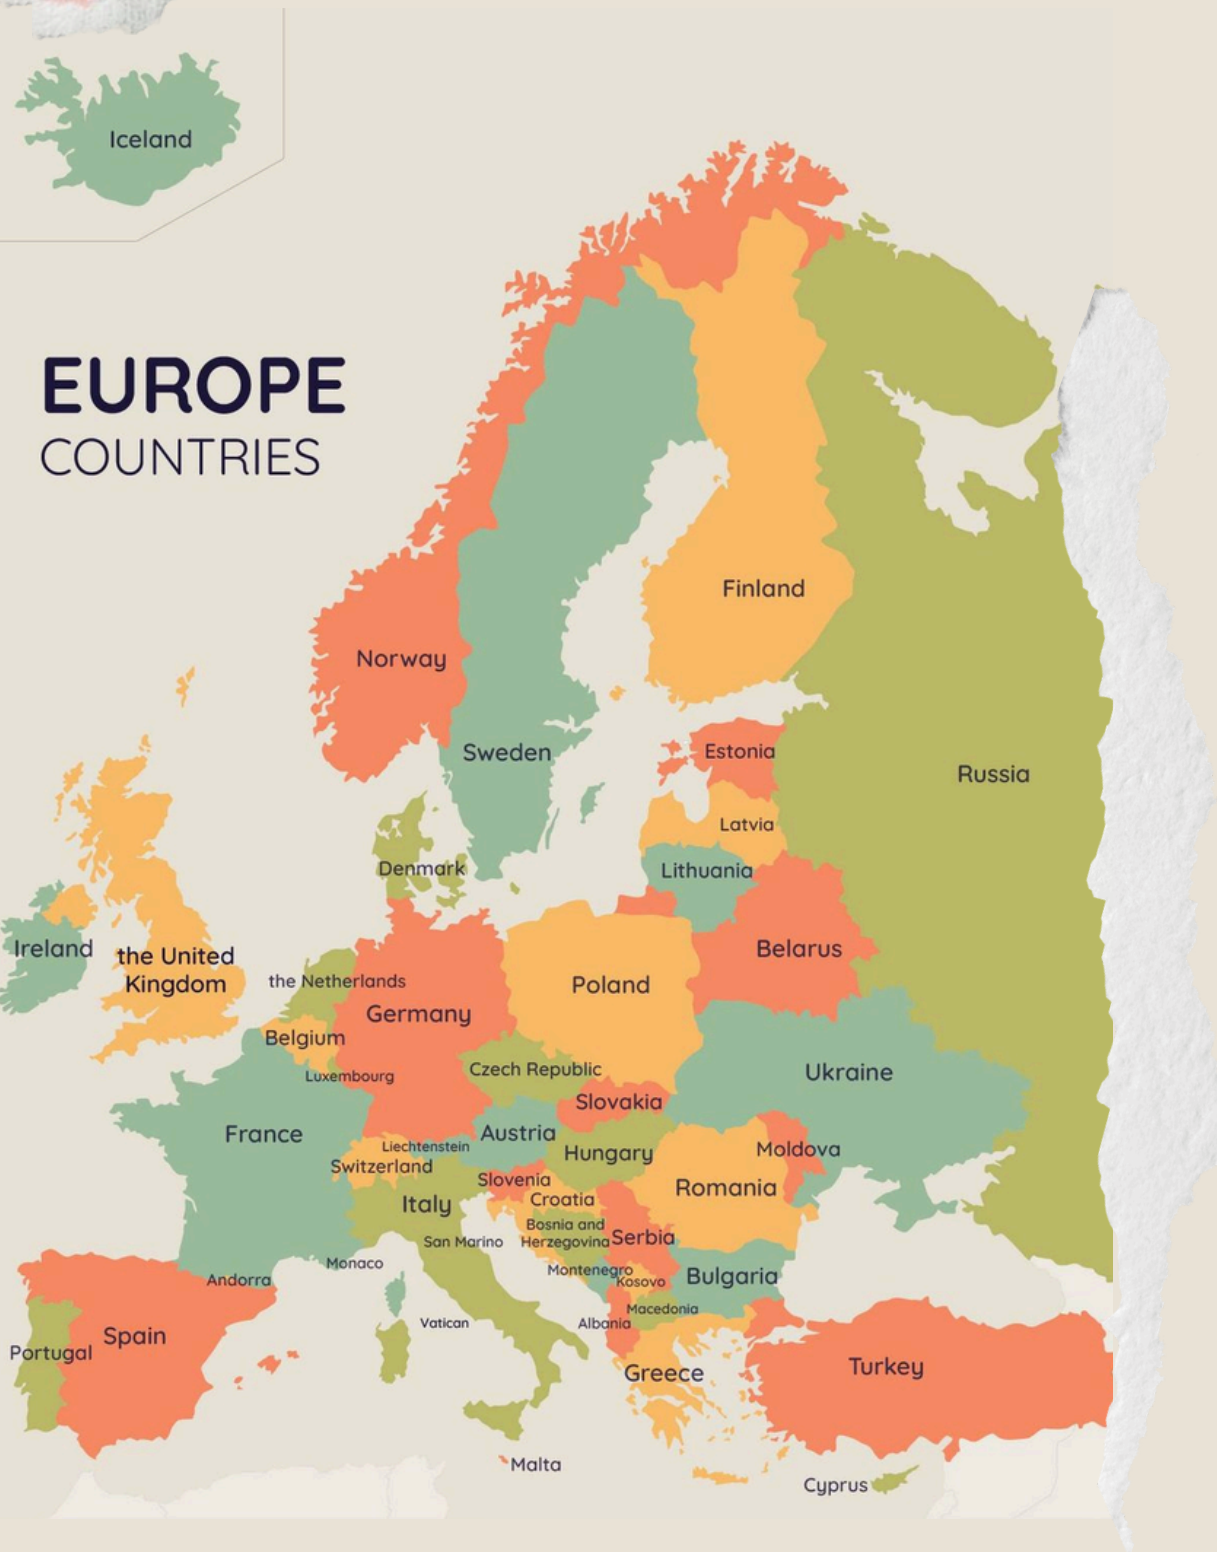 Iceland
EUROPE
COUNTRIES
Finland
Norway
Sweden
Estonia
Russia
Latvia
Denmark
Lithuania
Ireland
the United
Kingdom
Belarus
the Netherlands
Poland
Germany
Belgium
Czech Republic
Ukraine
Luxembourg
Slovakia
France
Austria
Liechtenstein
Hungary
Moldova
Switzerland
Slovenia
Romania
Italy
Croatia
Bosnia and
Herzegovina
Serbia
San Marino
Monaco
Montenegro
Kosovo
Bulgaria
Andorra
Macedonia
Vatican
Albania
Spain
Portugal
Greece
Turkey
Malta
Cyprus